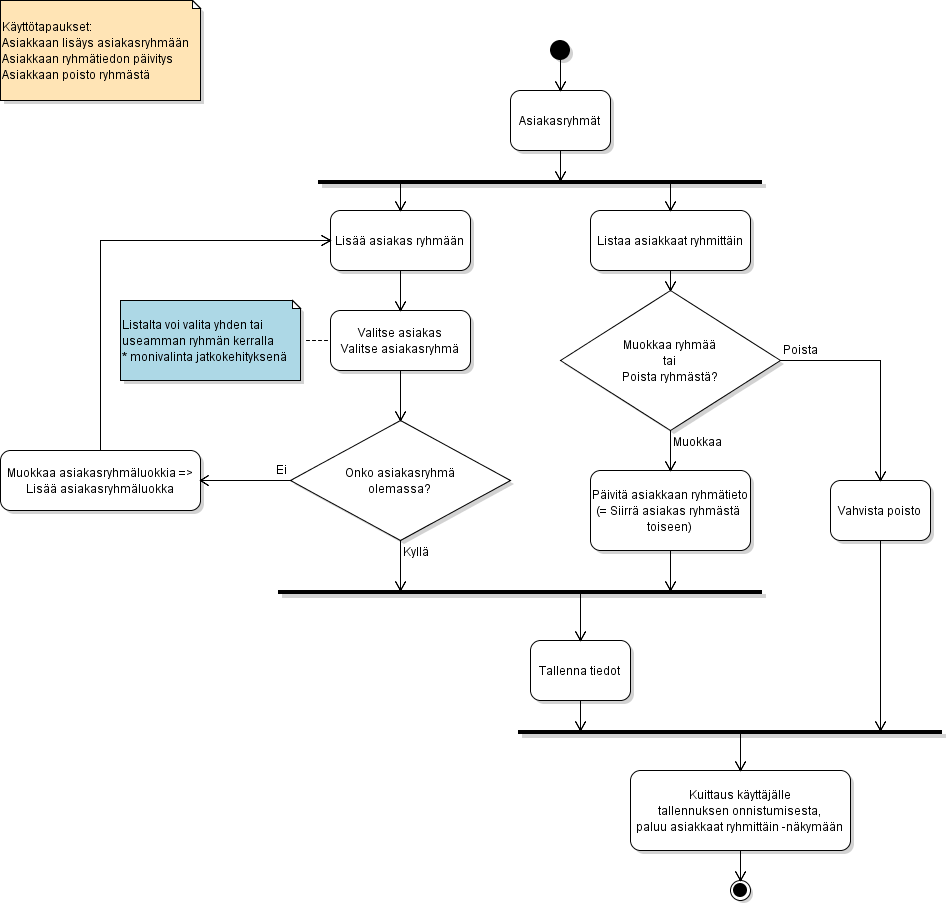 Käyttötapaukset:
Asiakkaan lisäys asiakasryhmään
Asiakkaan ryhmätiedon päivitys
Asiakkaan poisto ryhmästä
Asiakasryhmät
Lisää asiakas ryhmään
Listaa asiakkaat ryhmittäin
Listalta voi valita yhden tai
useamman ryhmän kerralla
* monivalinta jatkokehityksenä
Valitse asiakas
Valitse asiakasryhmä
Muokkaa ryhmää
tai
Poista ryhmästä?
Poista
Muokkaa
Muokkaa asiakasryhmäluokkia =>
Lisää asiakasryhmäluokka
Ei
Onko asiakasryhmä
olemassa?
Kyllä
Päivitä asiakkaan ryhmätieto
(= Siirrä asiakas ryhmästä
toiseen)
Vahvista poisto
Tallenna tiedot
Kuittaus käyttäjälle
tallennuksen onnistumisesta,
paluu asiakkaat ryhmittäin -näkymään